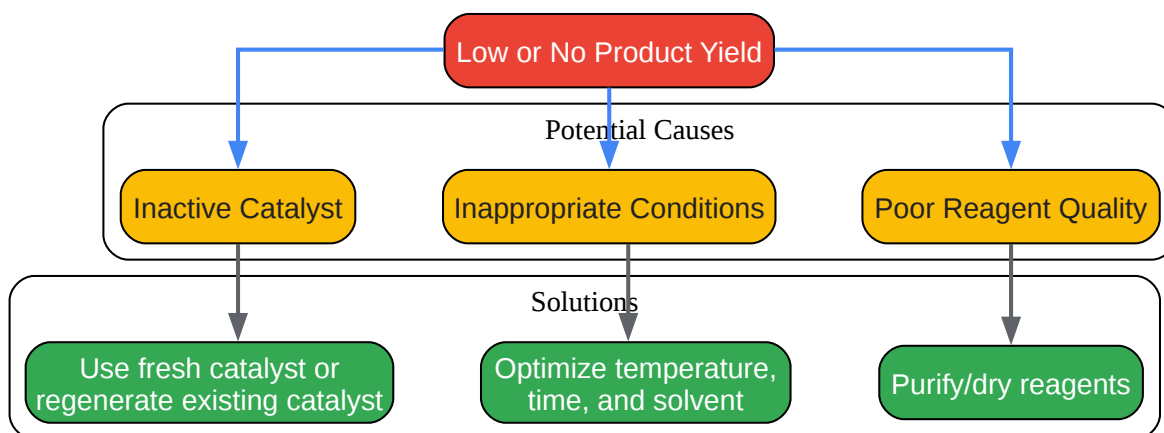 Low or No Product Yield
Potential Causes
Inactive Catalyst
Inappropriate Conditions
Poor Reagent Quality
Solutions
Use fresh catalyst or
regenerate existing catalyst
Optimize temperature,
time, and solvent
Purify/dry reagents